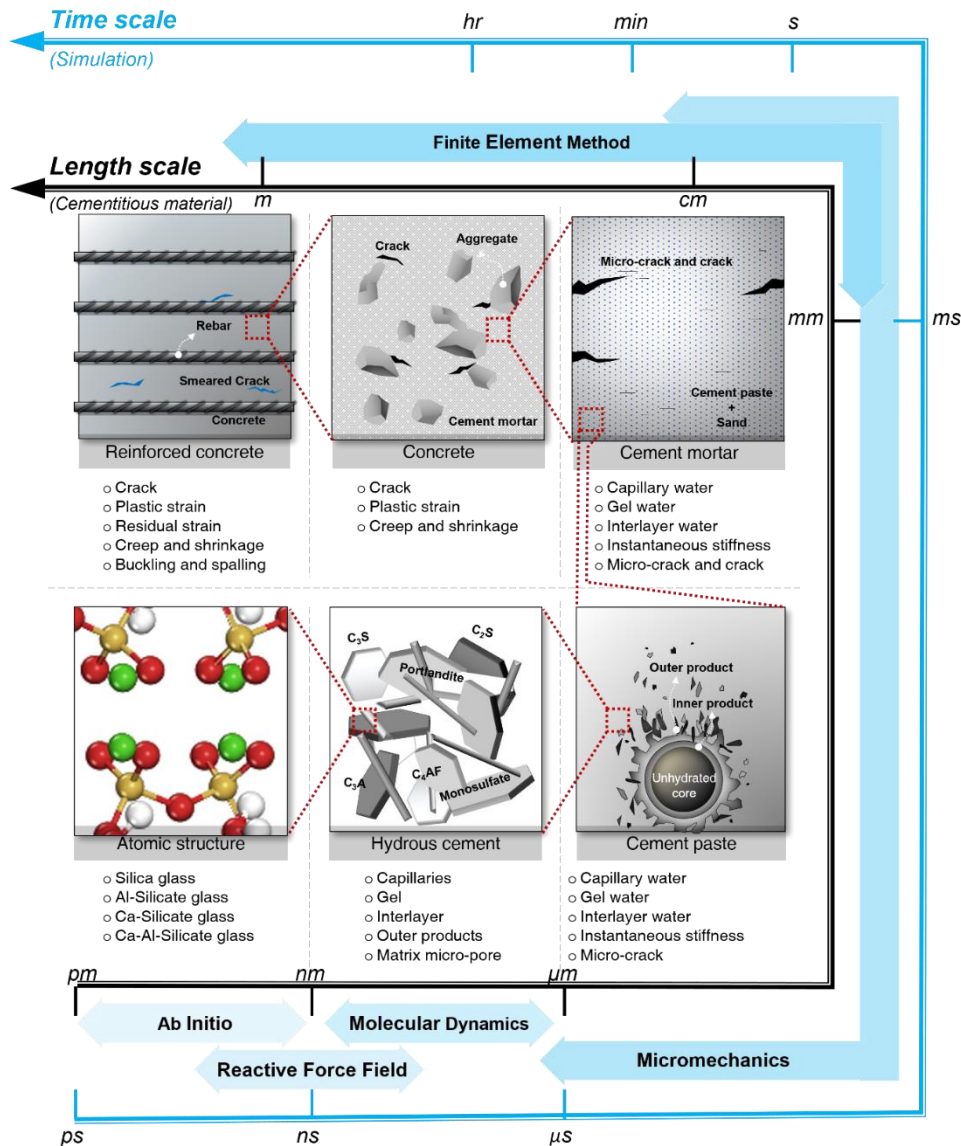 Time scale
(Simulation)
hr
min
s
Finite Element Method
Length scale
(Cementitious material)
m
cm
Rebar
Smeared Crack
Concrete
Reinforced concrete
○ Crack
○ Plastic strain
○ Residual strain
○ Creep and shrinkage
○ Buckling and spalling
Crack
Aggregate
Cement mortar
Concrete
○ Crack
○ Plastic strain
○ Creep and shrinkage
Micro-crack and crack
Cement paste
+
Sand
Cement mortar
○ Capillary water
○ Gel water
○ Interlayer water
○ Instantaneous stiffness
○ Micro-crack and crack
mm
ms
Atomic structure
○ Silica glass
○ Al-Silicate glass
○ Ca-Silicate glass
○ Ca-Al-Silicate glass
C₃S
C₂S
Portlandite
C₃A
C₄AF
Monosulfate
Hydrous cement
○ Capillaries
○ Gel
○ Interlayer
○ Outer products
○ Matrix micro-pore
Outer product
Inner product
Unhydrated
core
Cement paste
○ Capillary water
○ Gel water
○ Interlayer water
○ Instantaneous stiffness
○ Micro-crack
pm
nm
μm
Ab Initio
Molecular Dynamics
Reactive Force Field
Micromechanics
ps
ns
μs